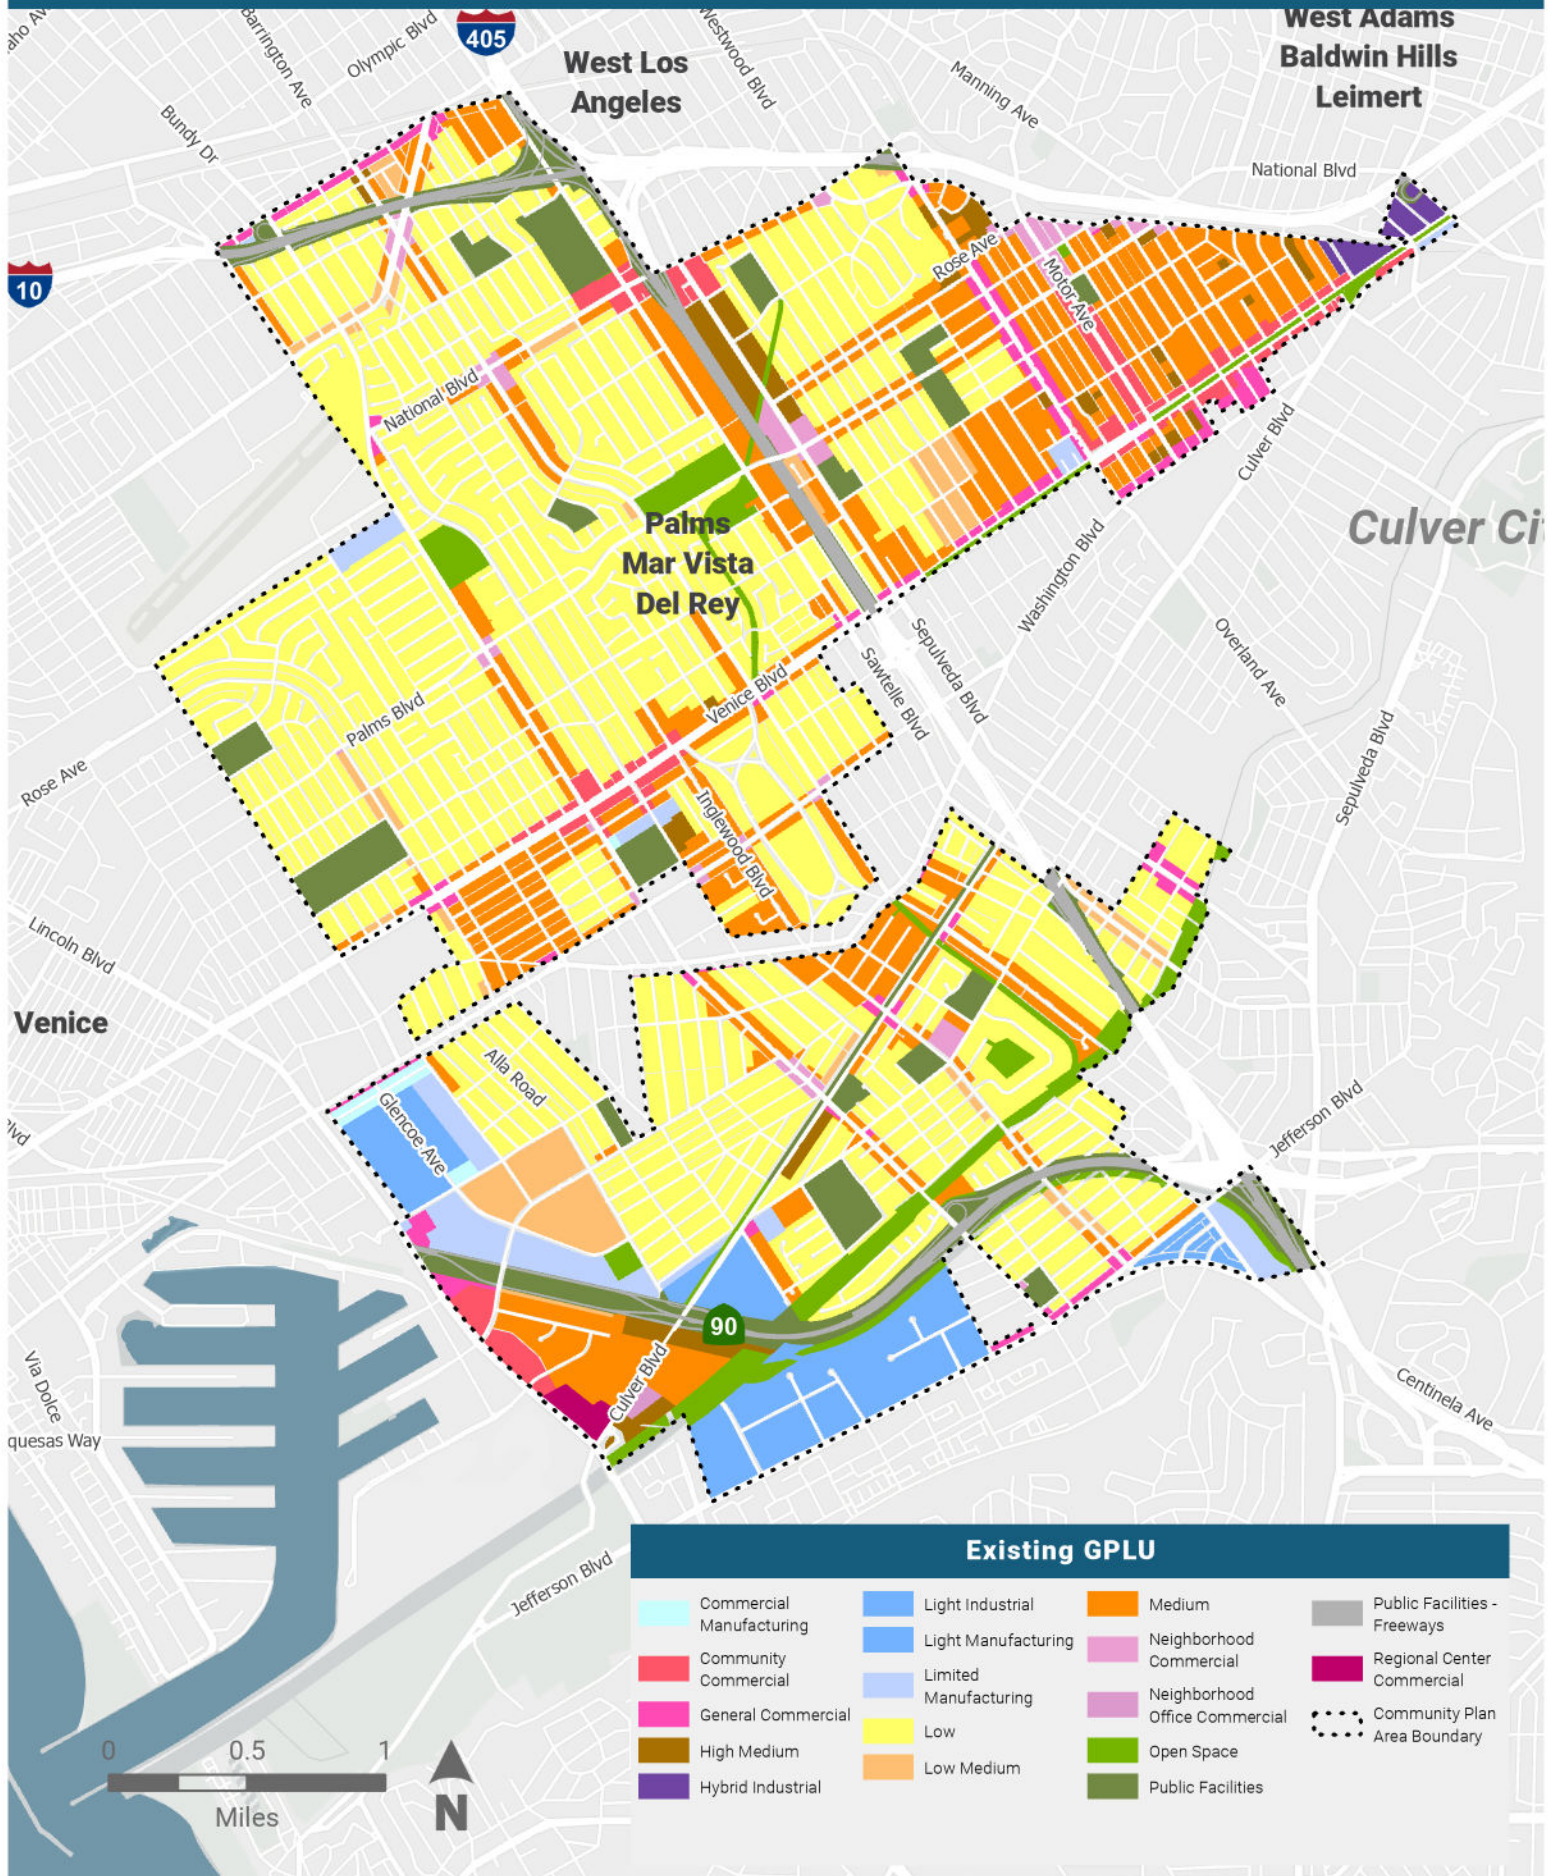 Barrington Ave
Olympic Blvd
405
West Los
Angeles
Westwood Blvd
Manning Ave
West Adams
Baldwin Hills
Leimert
Bundy Dr
National Blvd
10
Rose Ave
Motor Ave
National Blvd
Culver Blvd
Palms
Mar Vista
Del Rey
Culver Ci
Washington Blvd
Overland Ave
Sepulveda Blvd
Sawtelle Blvd
Sepulveda Blvd
Venice Blvd
Palms Blvd
Rose Ave
Inglewood Blvd
Lincoln Blvd
Venice
Alla Road
Glencoe Ave
Jefferson Blvd
lvd
90
Culver Blvd
Via Dolce
quesas Way
Centinela Ave
Jefferson Blvd
Existing GPLU
Commercial
Manufacturing
Community
Commercial
General Commercial
High Medium
Hybrid Industrial
Light Industrial
Light Manufacturing
Limited
Manufacturing
Low
Low Medium
Medium
Neighborhood
Commercial
Neighborhood
Office Commercial
Open Space
Public Facilities
Public Facilities -
Freeways
Regional Center
Commercial
Community Plan
Area Boundary
0 0.5 1
Miles
N